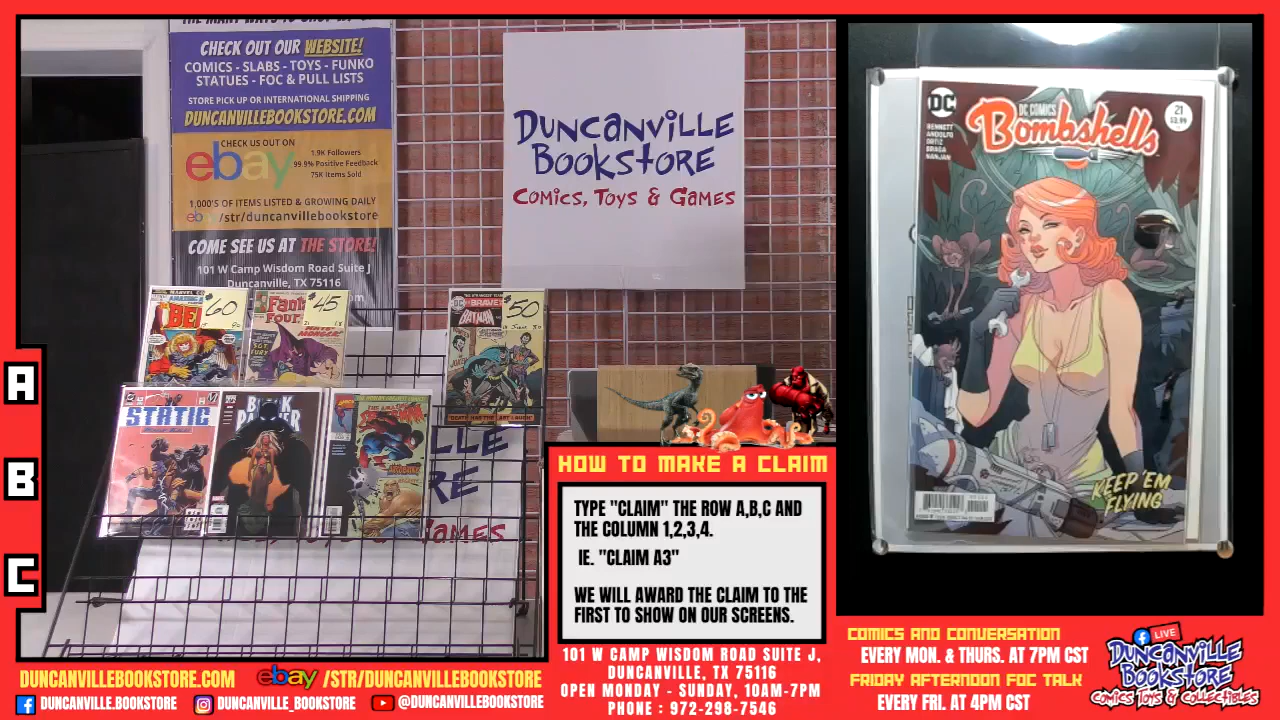 CHECK OUT OUR WEBSITE!
COMICS - SLABS - TOYS - FUNKO
STATUES - FOC & PULL LISTS
STORE PICK UP OR INTERNATIONAL SHIPPING
DUNCANVILLEBOOKSTORE.COM
CHECK US OUT ON
ebay
1.9K Followers
99.9% Positive Feedback
75K Items Sold
1,000'S OF ITEMS LISTED & GROWING DAILY
ebay/str/duncanvillebookstore
COME SEE US AT THE STORE!
101 W Camp Wisdom Road Suite J
Duncanville, TX 75116
DUNCANVILLE
BOOKSTORE
COMICS, TOYS & GAMES
$60
$45
$50
BATMAN
STATIC
A
B
C
HOW TO MAKE A CLAIM
TYPE "CLAIM" THE ROW A,B,C AND
THE COLUMN 1,2,3,4.
IE. "CLAIM A3"
WE WILL AWARD THE CLAIM TO THE
FIRST TO SHOW ON OUR SCREENS.
101 W CAMP WISDOM ROAD SUITE J,
DUNCANVILLE, TX 75116
OPEN MONDAY - SUNDAY, 10AM-7PM
PHONE : 972-298-7546
DUNCANVILLEBOOKSTORE.COM
ebay /STR/DUNCANVILLEBOOKSTORE
@DUNCANVILLE.BOOKSTORE
DUNCANVILLE_BOOKSTORE
@DUNCANVILLEBOOKSTORE
DC
DC COMICS
Bombshells
21
$3.99
BENNETT
ANDOLFO
ORTIZ
BRAGA
NANJAN
KEEP 'EM
FLYING
COMICS AND CONVERSATION
EVERY MON. & THURS. AT 7PM CST
FRIDAY AFTERNOON FOC TALK
EVERY FRI. AT 4PM CST
LIVE
DUNCANVILLE
BOOKSTORE
COMICS TOYS & COLLECTIBLES